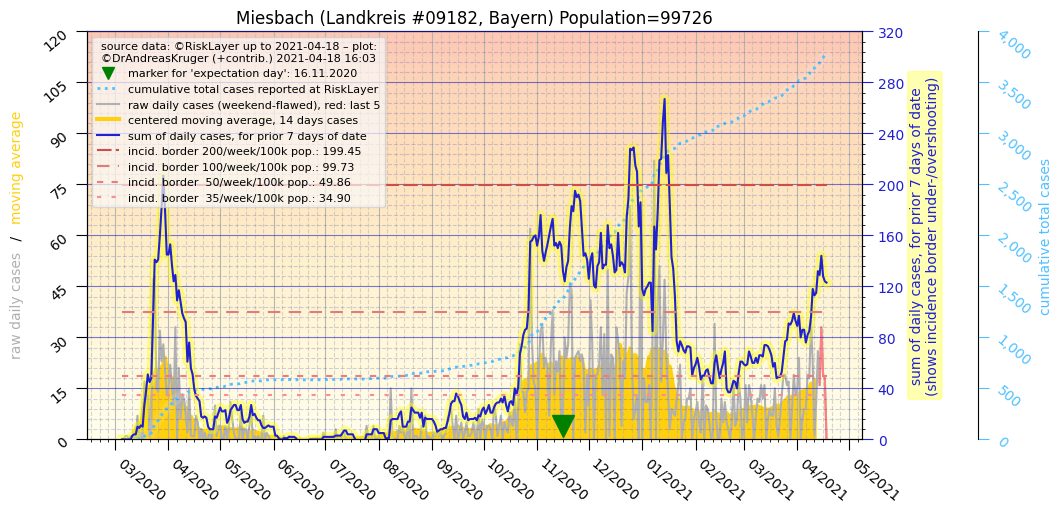 Miesbach (Landkreis #09182, Bayern) Population=99726
source data: ©RiskLayer up to 2021-04-18 – plot:
©DrAndreasKruger (+contrib.) 2021-04-18 16:03
marker for 'expectation day': 16.11.2020
cumulative total cases reported at RiskLayer
raw daily cases (weekend-flawed), red: last 5
centered moving average, 14 days cases
sum of daily cases, for prior 7 days of date
incid. border 200/week/100k pop.: 199.45
incid. border 100/week/100k pop.: 99.73
incid. border  50/week/100k pop.: 49.86
incid. border  35/week/100k pop.: 34.90
raw daily cases / moving average
120
105
90
75
60
45
30
15
0
03/2020
04/2020
05/2020
06/2020
07/2020
08/2020
09/2020
10/2020
11/2020
12/2020
01/2021
02/2021
03/2021
04/2021
05/2021
320
280
240
200
160
120
80
40
0
sum of daily cases, for prior 7 days of date
(shows incidence border under-/overshooting)
4,000
3,500
3,000
2,500
2,000
1,500
1,000
500
0
cumulative total cases